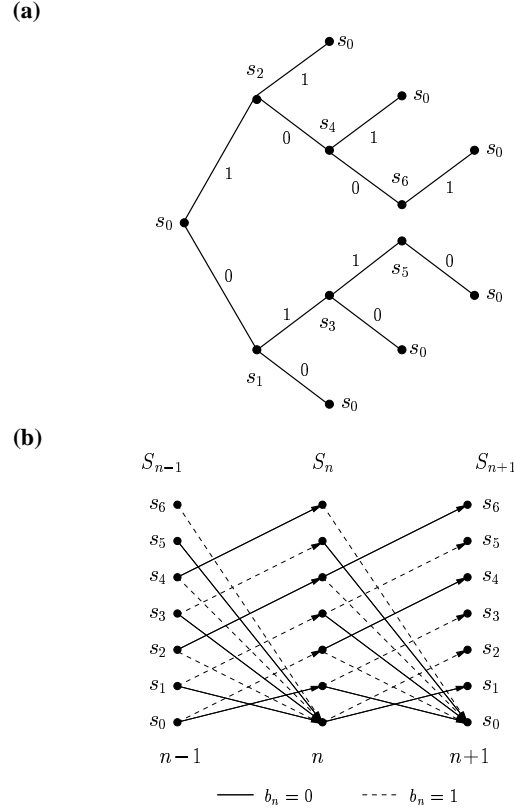 (a)
s₀
s₂
1
s₄
s₀
0
1
s₆
s₀
1
0
1
s₀
0
1
s₅
0
1
s₃
0
s₀
s₁
0
s₀
s₀
(b)
Sₙ₋₁ Sₙ Sₙ₊₁
s₆ s₆
s₅ s₅
s₄ s₄
s₃ s₃
s₂ s₂
s₁ s₁
s₀ s₀
n−1 n n+1
bₙ = 0 bₙ = 1